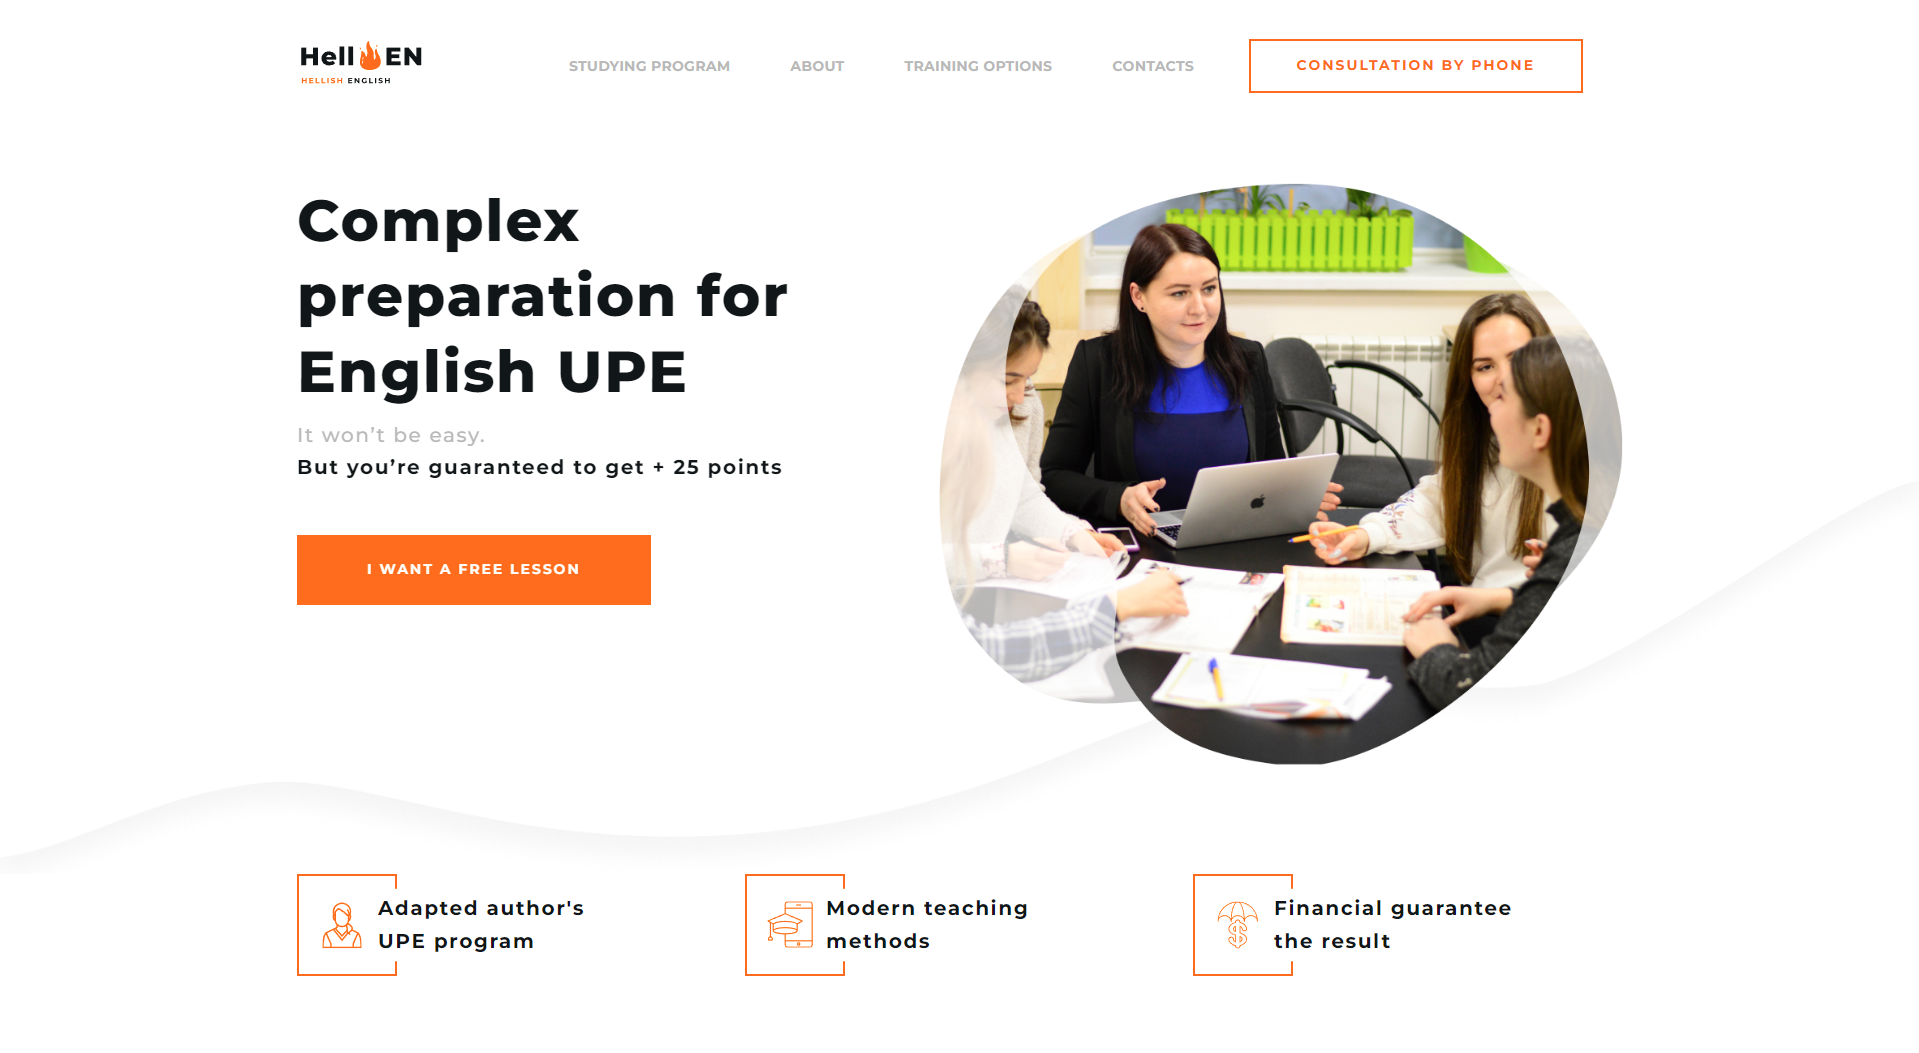 Hell EN
HELLISH ENGLISH
STUDYING PROGRAM
ABOUT
TRAINING OPTIONS
CONTACTS
CONSULTATION BY PHONE
Complex
preparation for
English UPE
It won’t be easy.
But you’re guaranteed to get + 25 points
I WANT A FREE LESSON
Adapted author's
UPE program
Modern teaching
methods
Financial guarantee
the result